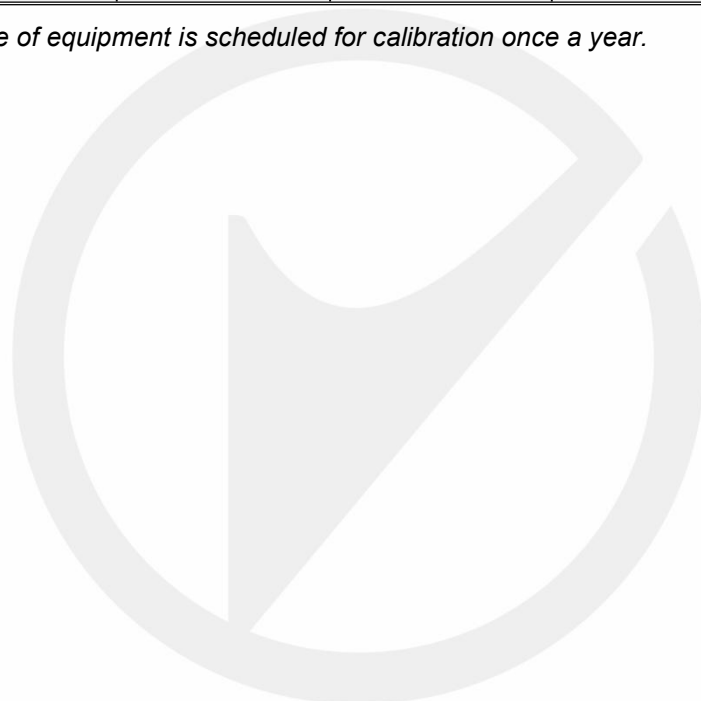 of equipment is scheduled for calibration once a year.